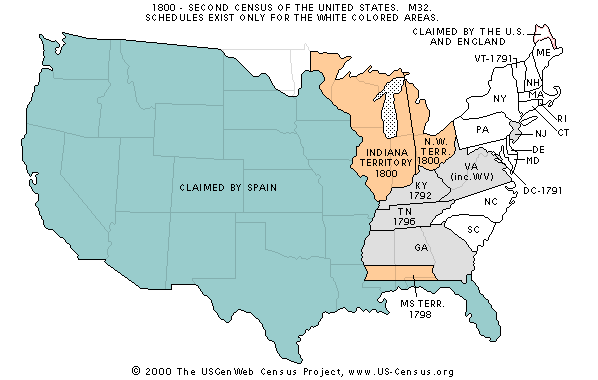 1800 - SECOND CENSUS OF THE UNITED STATES.  M32.
SCHEDULES EXIST ONLY FOR THE WHITE COLORED AREAS.
CLAIMED BY THE U.S.
AND ENGLAND
ME
VT-1791
NH
NY
MA
RI
CT
PA
NJ
N.W.
TERR.
1800
INDIANA
TERRITORY
1800
DE
MD
VA
(inc.WV)
DC-1791
KY
1792
CLAIMED BY SPAIN
NC
TN
1796
SC
GA
MS TERR.
1798
© 2000 The USGenWeb Census Project, www.US-Census.org